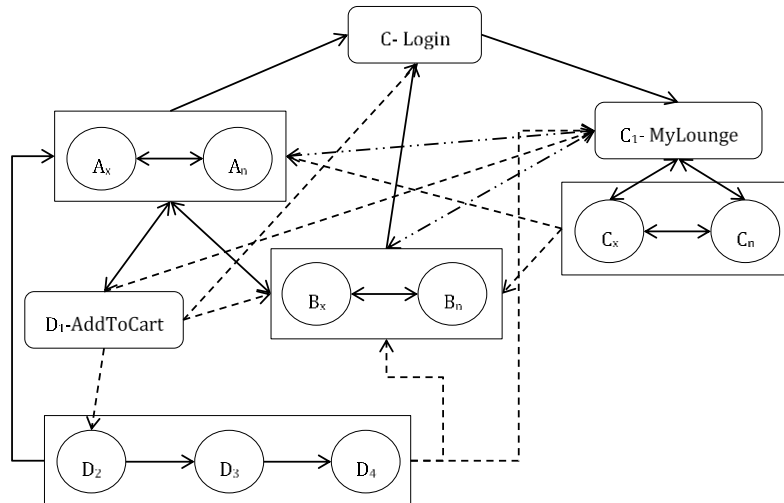 C- Login
C₁- MyLounge
Aₓ
Aₙ
Cₓ
Cₙ
Bₓ
Bₙ
D₁-AddToCart
D₂
D₃
D₄